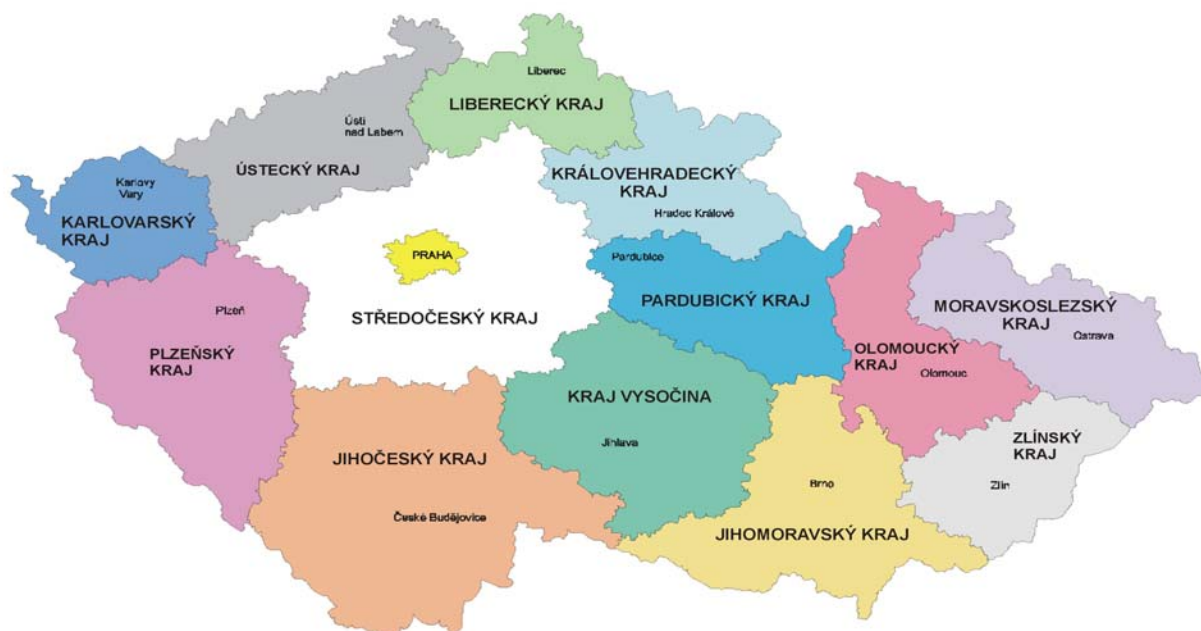 Liberec
LIBERECKÝ KRAJ
Ústí
nad Labem
ÚSTECKÝ KRAJ
Karlovy
Vary
KARLOVARSKÝ
KRAJ
KRÁLOVEHRADECKÝ
KRAJ
Hradec Králové
PRAHA
Pardubice
PARDUBICKÝ KRAJ
STŘEDOČESKÝ KRAJ
Plzeň
PLZEŇSKÝ
KRAJ
MORAVSKOSLEZSKÝ
KRAJ
Ostrava
OLOMOUCKÝ
KRAJ
Olomouc
KRAJ VYSOČINA
Jihlava
JIHOČESKÝ KRAJ
České Budějovice
ZLÍNSKÝ
KRAJ
Zlín
Brno
JIHOMORAVSKÝ KRAJ